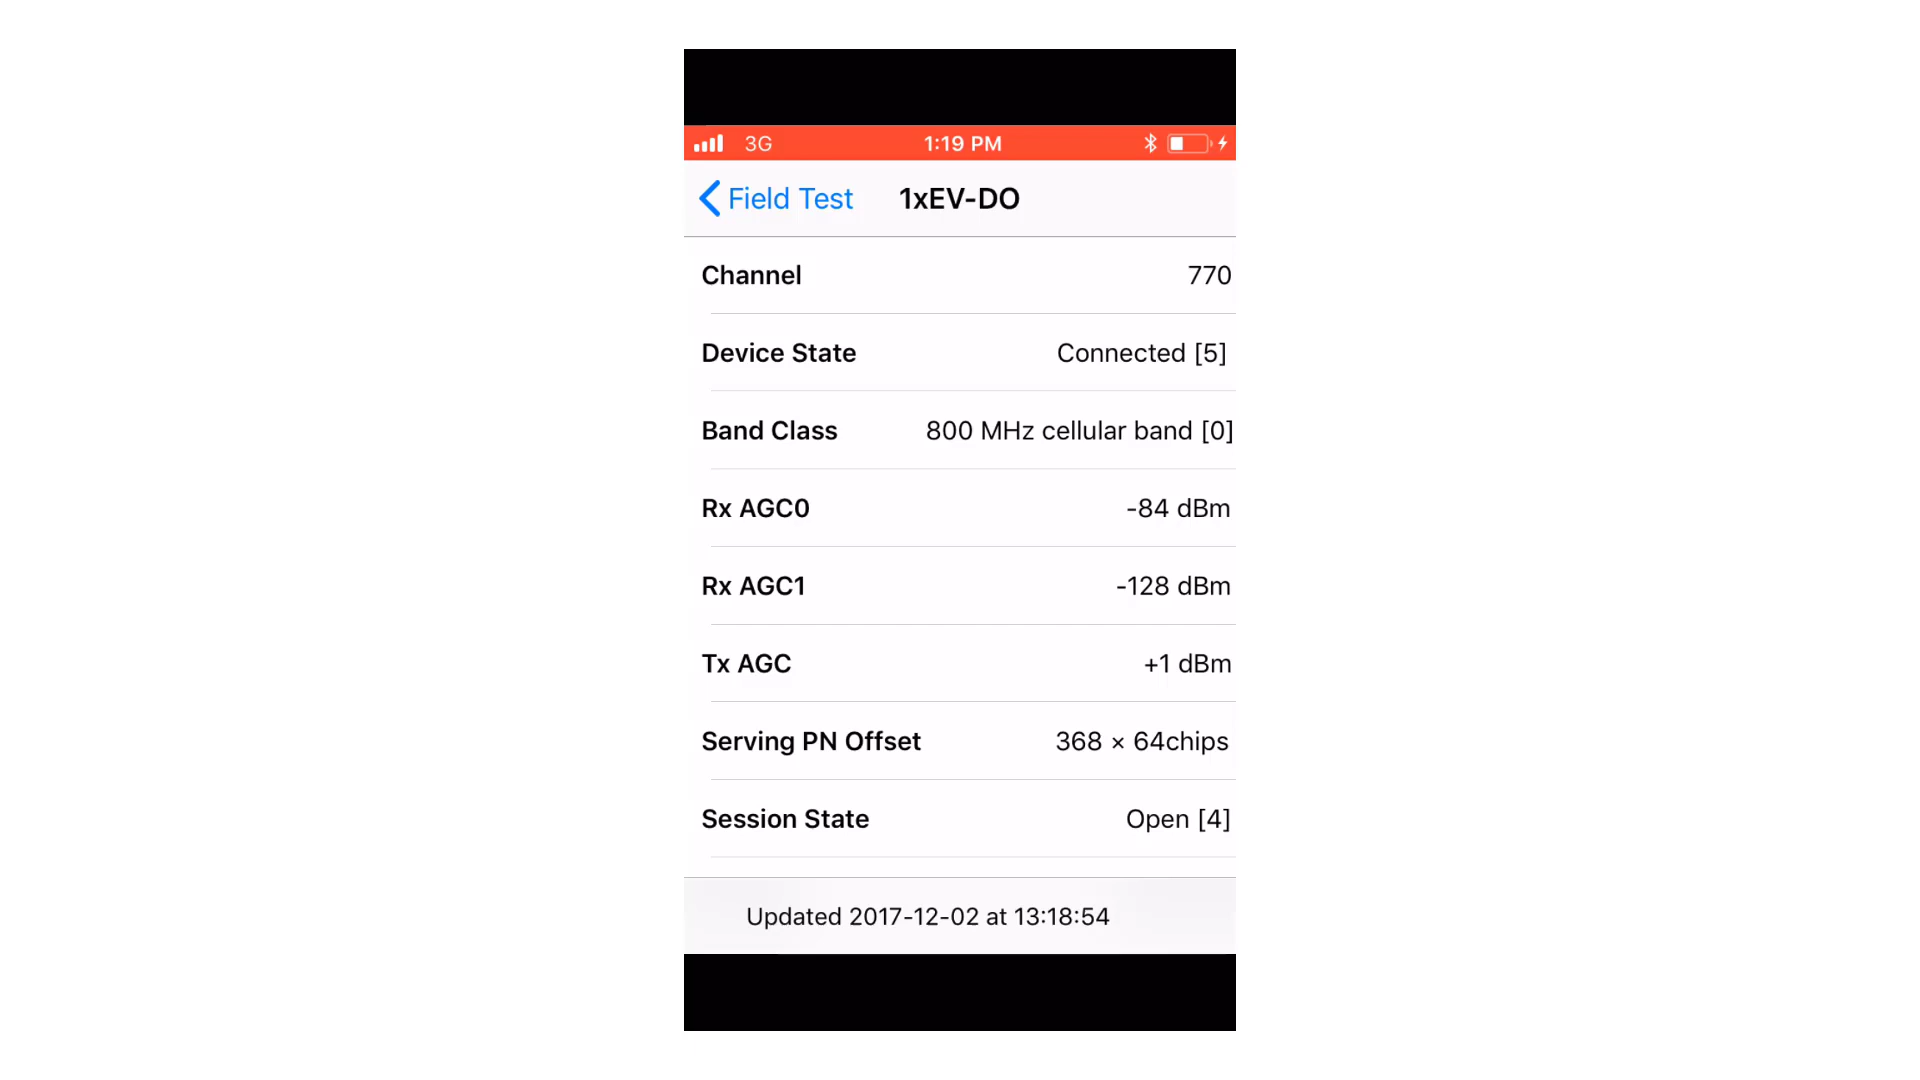 3G 1:19 PM
Field Test 1xEV-DO
Channel 770
Device State Connected [5]
Band Class 800 MHz cellular band [0]
Rx AGC0 -84 dBm
Rx AGC1 -128 dBm
Tx AGC +1 dBm
Serving PN Offset 368 × 64chips
Session State Open [4]
Updated 2017-12-02 at 13:18:54